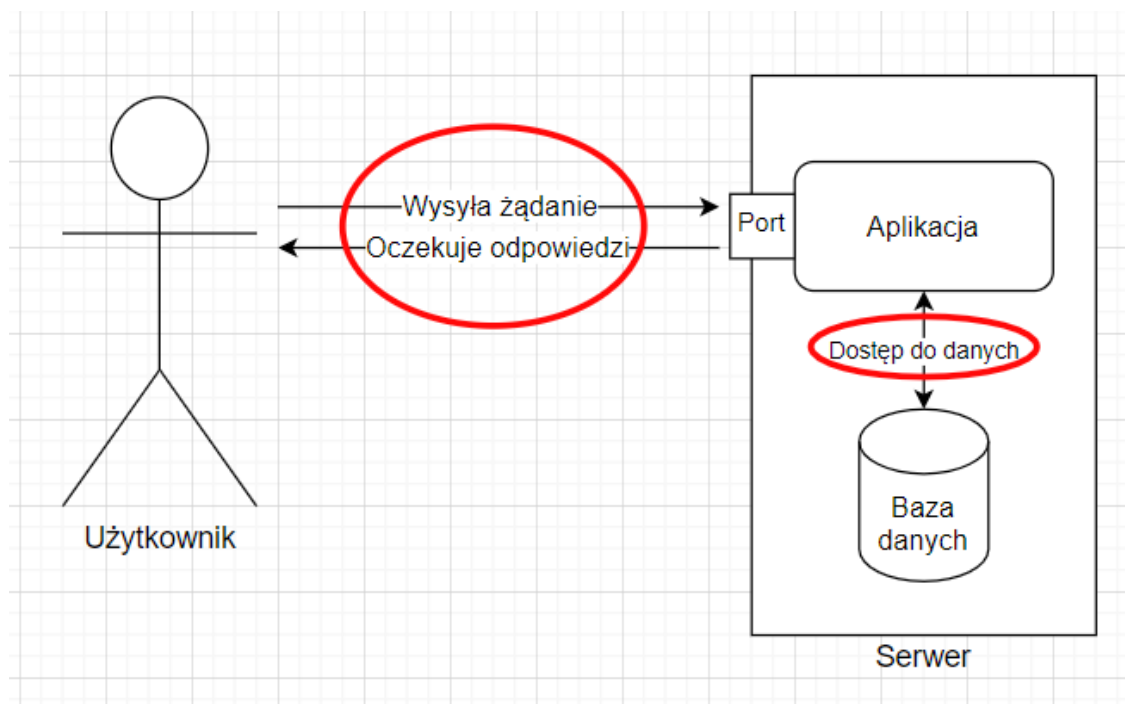 Wysyła żądanie
Oczekuje odpowiedzi
Port
Aplikacja
Dostęp do danych
Baza
danych
Użytkownik
Serwer